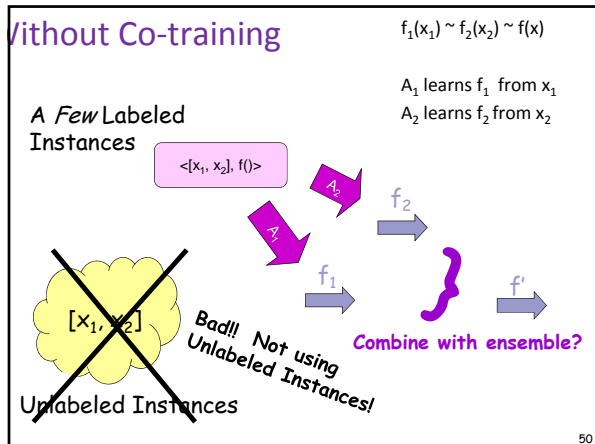 Without Co-training
f₁(x₁) ~ f₂(x₂) ~ f(x)
A₁ learns f₁ from x₁
A₂ learns f₂ from x₂
A Few Labeled
Instances
<[x₁, x₂], f()>
A₂
A₁
f₂
f₁
}
f'
[x₁, x₂]
Bad!! Not using
Unlabeled Instances!
Combine with ensemble?
Unlabeled Instances
50